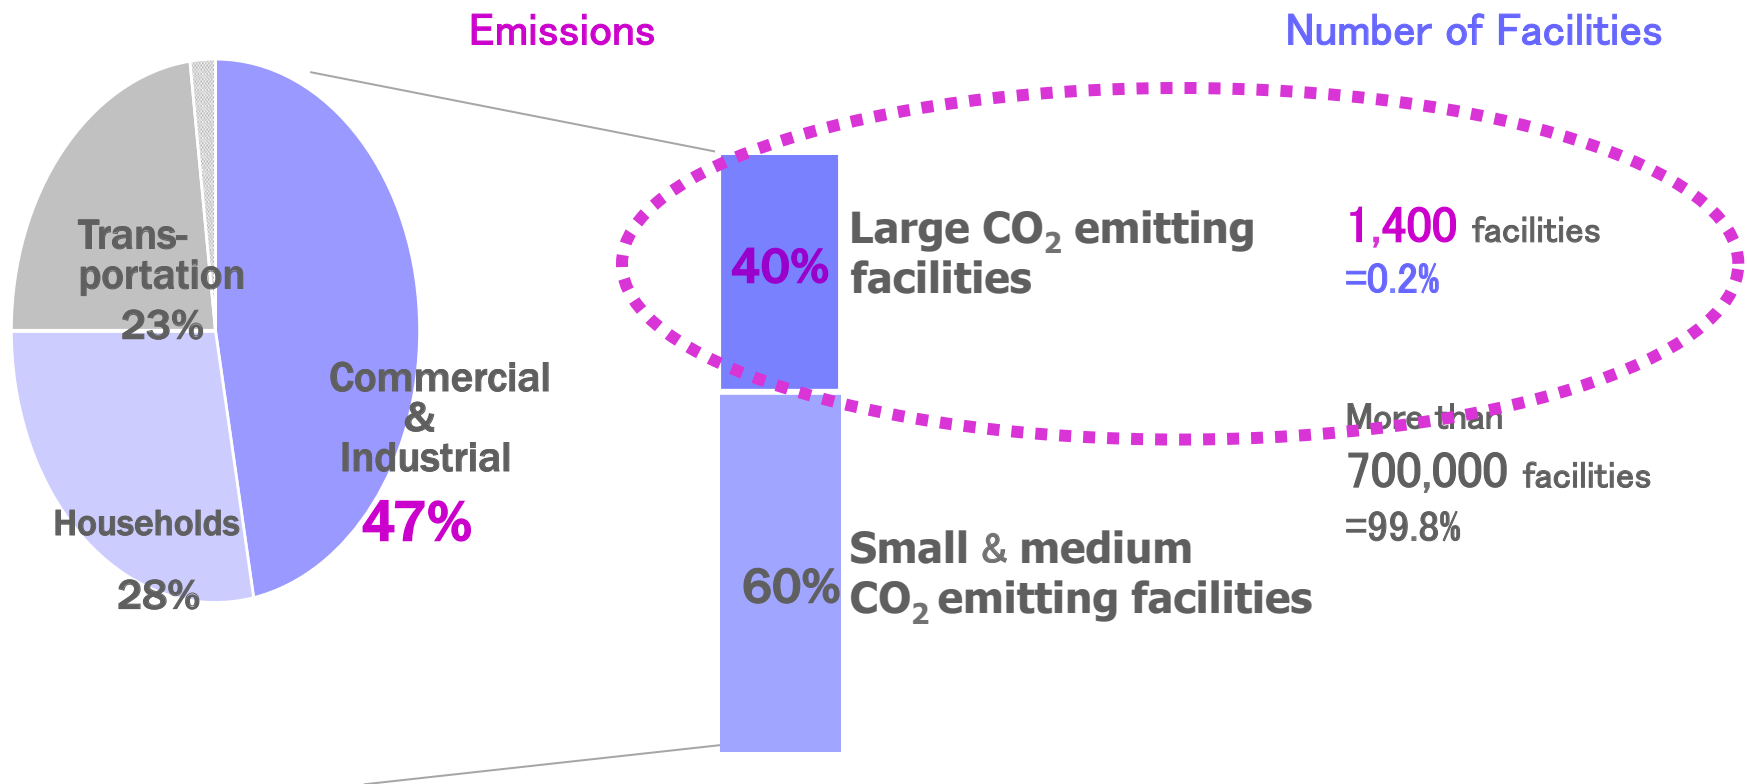 Emissions
Number of Facilities
Trans-
portation
23%
Commercial
&
Industrial
47%
Households
28%
40%
Large CO₂ emitting
facilities
1,400 facilities
=0.2%
More than
700,000 facilities
=99.8%
60%
Small & medium
CO₂ emitting facilities